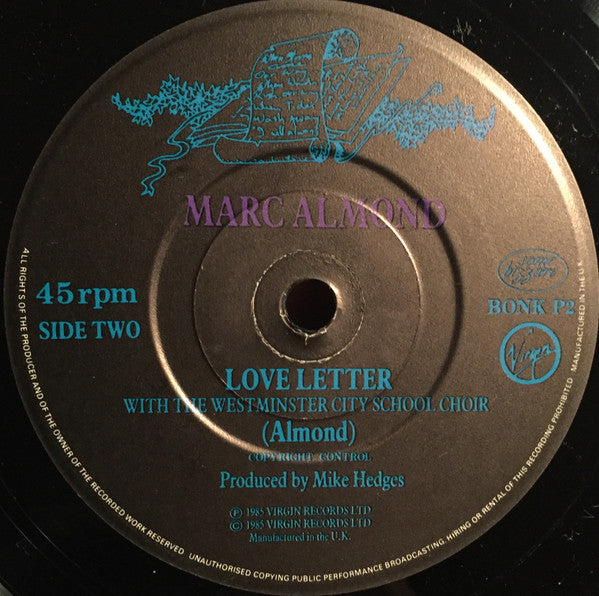 MARC ALMOND
45 rpm
SIDE TWO
some bizzare
BONK P2
Virgin
LOVE LETTER
WITH THE WESTMINSTER CITY SCHOOL CHOIR
(Almond)
COPYRIGHT CONTROL
Produced by Mike Hedges
℗ 1985 VIRGIN RECORDS LTD
© 1985 VIRGIN RECORDS LTD
Manufactured in the U.K.
ALL RIGHTS OF THE PRODUCER AND OF THE OWNER OF THE RECORDED WORK RESERVED UNAUTHORISED COPYING PUBLIC PERFORMANCE BROADCASTING, HIRING OR RENTAL OF THIS RECORDING PROHIBITED MANUFACTURED IN THE U.K.